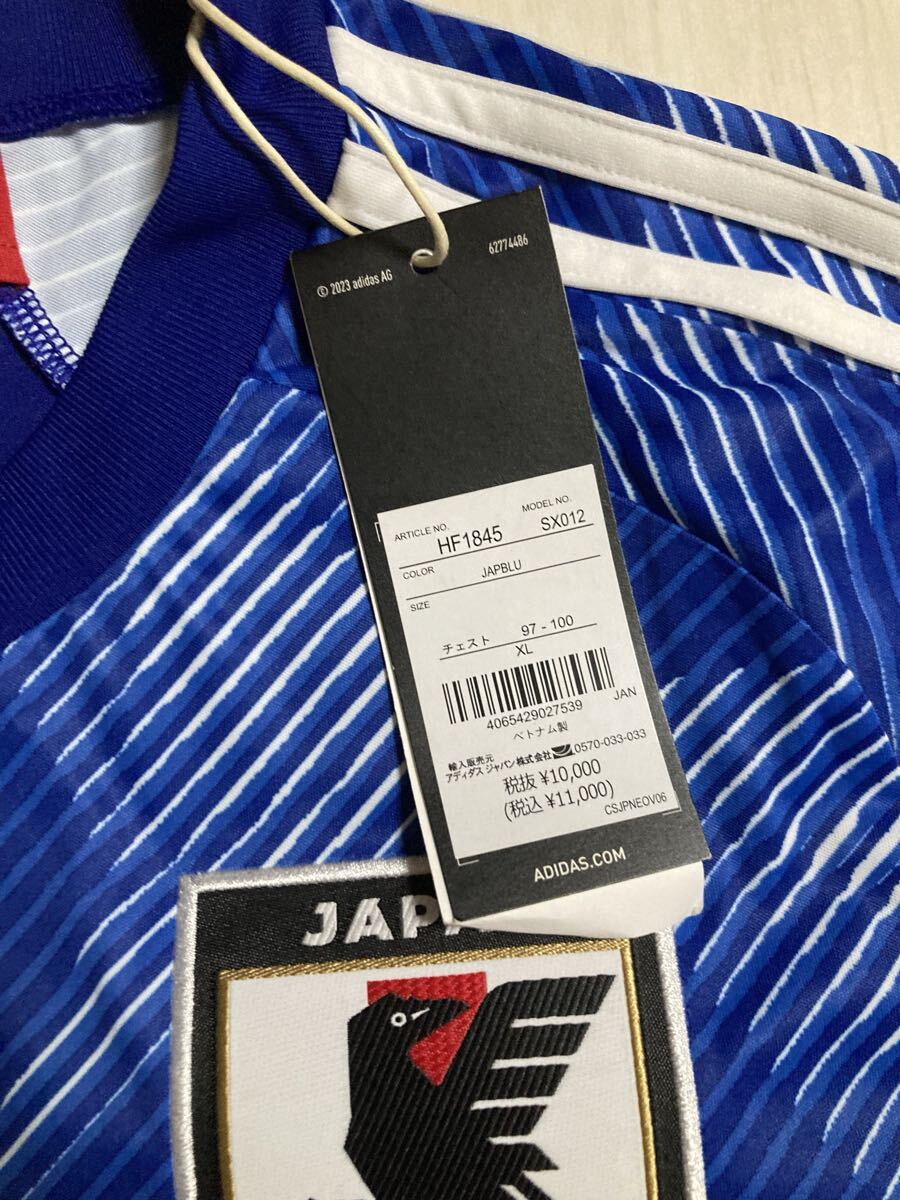 62774486
© 2023 adidas AG
ARTICLE NO. MODEL NO.
HF1845 SX012
COLOR JAPBLU
SIZE
チェスト 97 - 100
XL
4065429027539 JAN
ベトナム製
輸入販売元
アディダス ジャパン株式会社 0570-033-033
税抜 ¥10,000
(税込 ¥11,000)
CSJPNEOV06
ADIDAS.COM